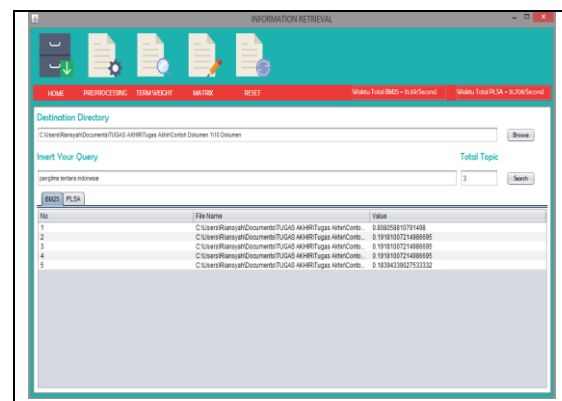 INFORMATION RETRIEVAL
HOME PREPROCESSING TERM WEIGHT MATRIX RESET Waktu Total BM25 = 31.69/Second Waktu Total PLSA = 31.208/Second
Destination Directory
C:\Users\Riansyah\Documents\TUGAS AKHIR\Tugas Akhir\Contoh Dokumen 1\10 Dokumen Browse
Insert Your Query Total Topic
panglima tentara indonesia 3 Search
BM25 PLSA
No File Name Value
1 C:\Users\Riansyah\Documents\TUGAS AKHIR\Tugas Akhir\Conto... 0.808058810791498
2 C:\Users\Riansyah\Documents\TUGAS AKHIR\Tugas Akhir\Conto... 0.19181007214986695
3 C:\Users\Riansyah\Documents\TUGAS AKHIR\Tugas Akhir\Conto... 0.19181007214986695
4 C:\Users\Riansyah\Documents\TUGAS AKHIR\Tugas Akhir\Conto... 0.19181007214986695
5 C:\Users\Riansyah\Documents\TUGAS AKHIR\Tugas Akhir\Conto... 0.18394339027533332